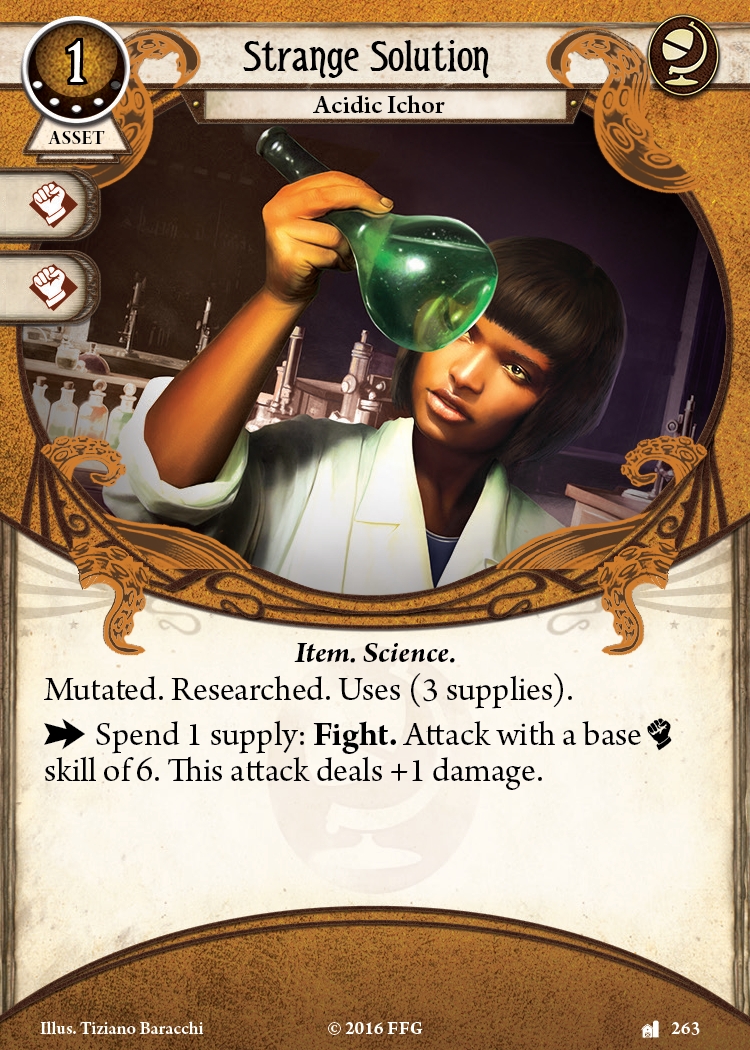 1
Strange Solution
ASSET
Acidic Ichor
Item. Science.
Mutated. Researched. Uses (3 supplies).
Spend 1 supply: Fight. Attack with a base
skill of 6. This attack deals +1 damage.
Illus. Tiziano Baracchi
© 2016 FFG
263